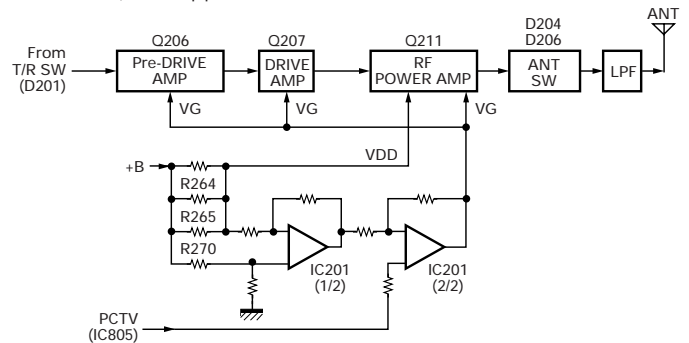 ANT
Q206
Q207
Q211
D204
D206
From
T/R SW
(D201)
Pre-DRIVE
AMP
DRIVE
AMP
RF
POWER AMP
ANT
SW
LPF
VG
VG
VG
+B
VDD
R264
R265
R270
IC201
(1/2)
IC201
(2/2)
PCTV
(IC805)